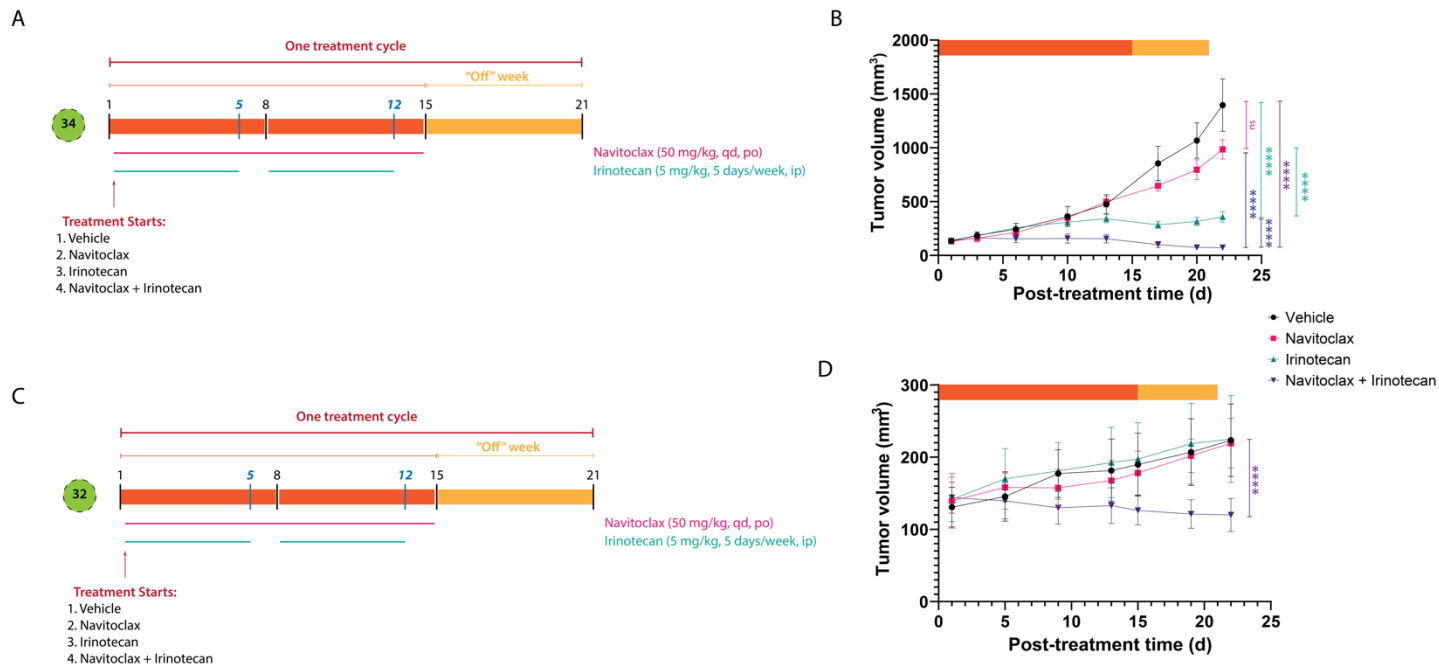 A
One treatment cycle
"Off" week
1
5
8
12
15
21
34
Navitoclax (50 mg/kg, qd, po)
Irinotecan (5 mg/kg, 5 days/week, ip)
Treatment Starts:
1. Vehicle
2. Navitoclax
3. Irinotecan
4. Navitoclax + Irinotecan
B
Tumor volume (mm³)
2000
1500
1000
500
0
0 5 10 15 20 25
Post-treatment time (d)
ns
****
****
****
****
****
Vehicle
Navitoclax
Irinotecan
Navitoclax + Irinotecan
C
One treatment cycle
"Off" week
1
5
8
12
15
21
32
Navitoclax (50 mg/kg, qd, po)
Irinotecan (5 mg/kg, 5 days/week, ip)
Treatment Starts:
1. Vehicle
2. Navitoclax
3. Irinotecan
4. Navitoclax + Irinotecan
D
Tumor volume (mm³)
300
200
100
0
0 5 10 15 20 25
Post-treatment time (d)
****